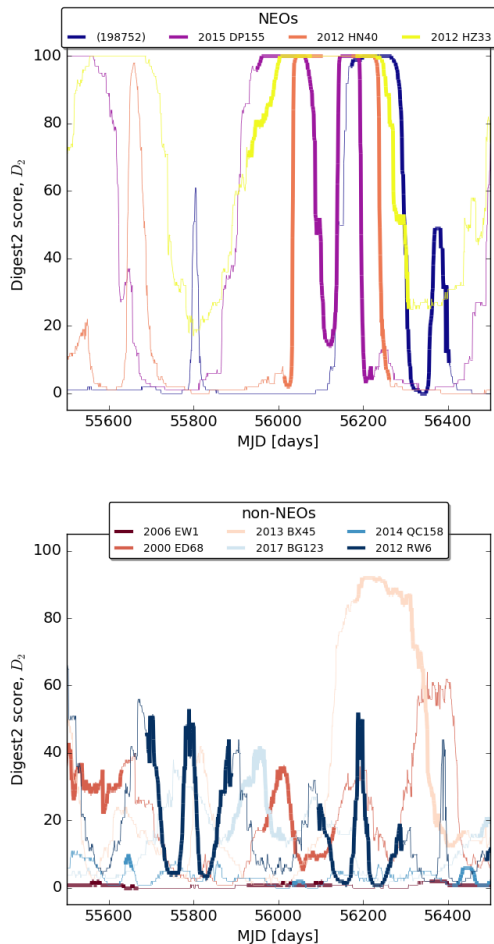 NEOs
(198752) 2015 DP155 2012 HN40 2012 HZ33
100
80
60
40
20
0
Digest2 score, D2
55600 55800 56000 56200 56400
MJD [days]
non-NEOs
2006 EW1 2013 BX45 2014 QC158
2000 ED68 2017 BG123 2012 RW6
100
80
60
40
20
0
Digest2 score, D2
55600 55800 56000 56200 56400
MJD [days]